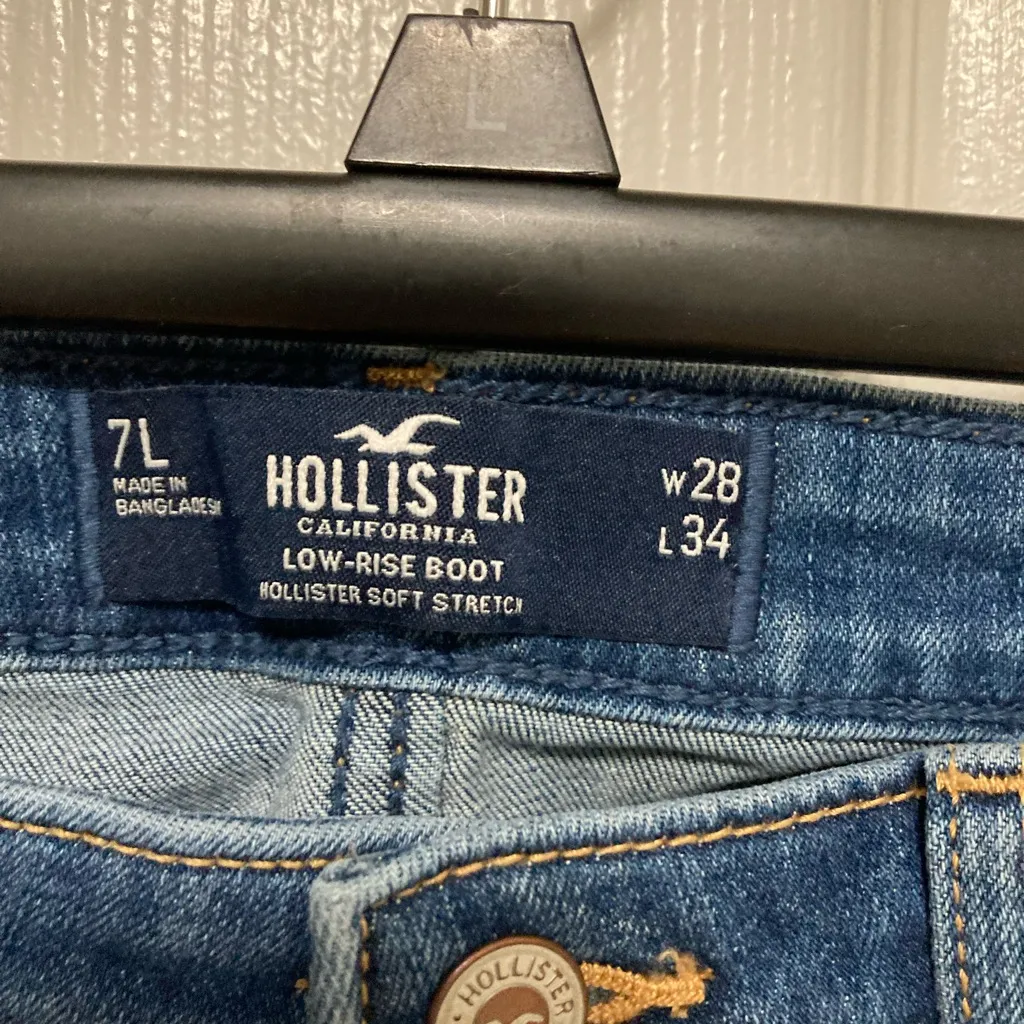 L
7L
MADE IN
BANGLADESH
HOLLISTER
CALIFORNIA
LOW-RISE BOOT
HOLLISTER SOFT STRETCH
W28
L34
HOLLISTER